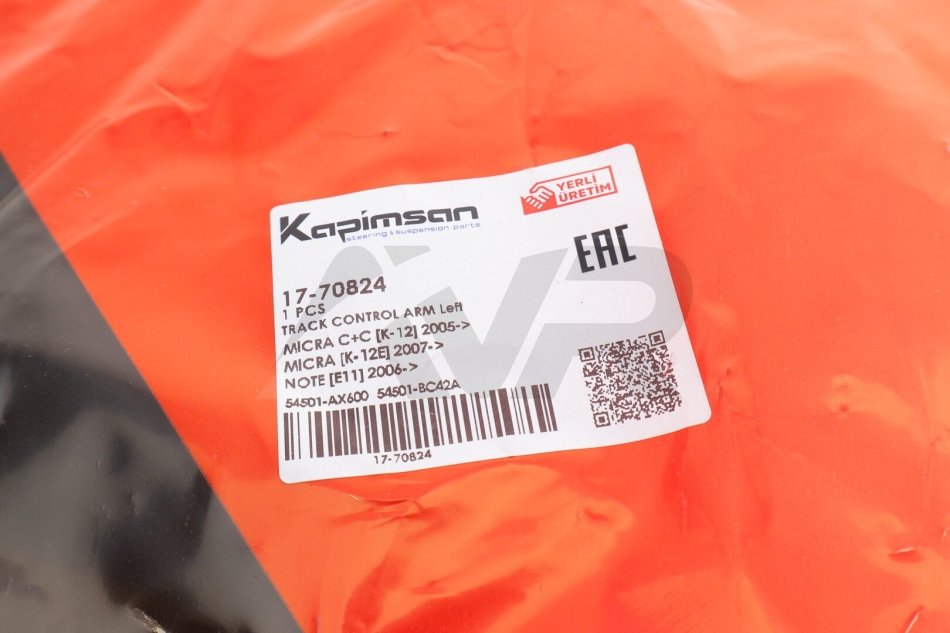 Kapimsan
steering & suspension parts
YERLİ
ÜRETİM
EAC
17-70824
1 PCS
TRACK CONTROL ARM Left
MICRA C+C [K-12] 2005->
MICRA [K-12E] 2007->
NOTE [E11] 2006->
54501-AX600 54501-BC42A
17-70824
AVP